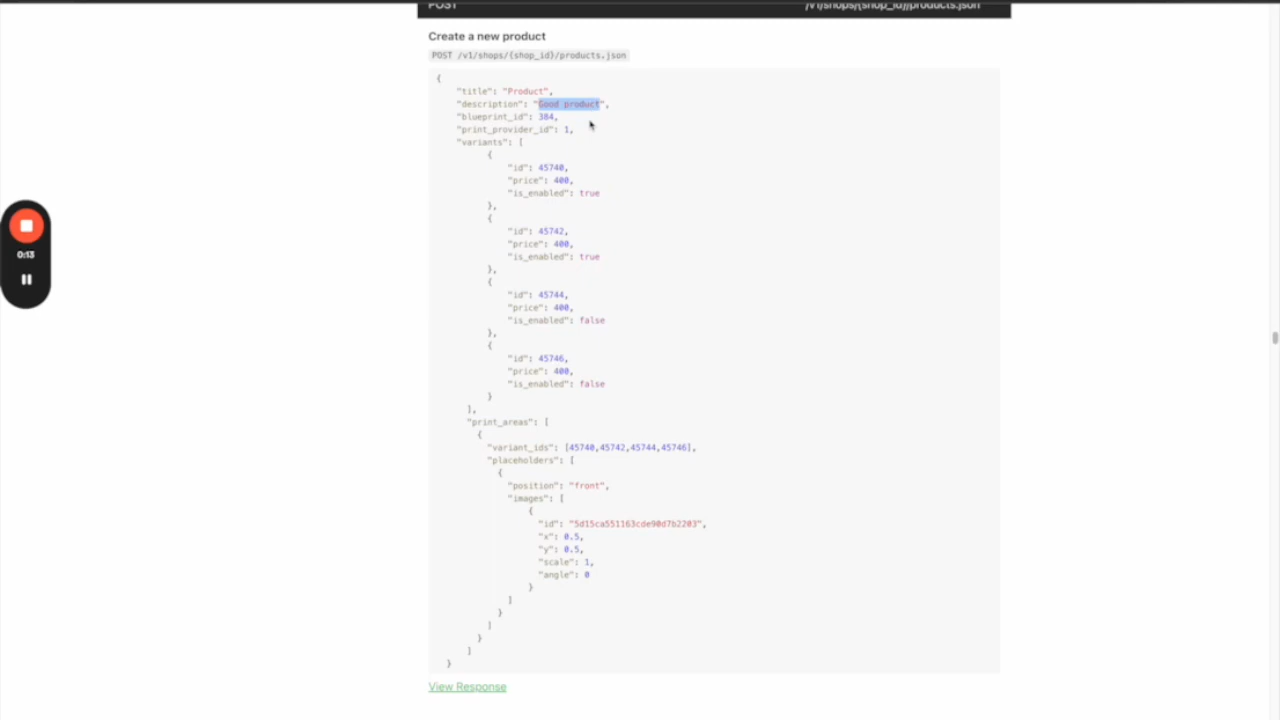 POST /v1/shops/{shop_id}/products.json
Create a new product
POST /v1/shops/{shop_id}/products.json
{
"title": "Product",
"description": "Good product",
"blueprint_id": 384,
"print_provider_id": 1,
"variants": [
{
"id": 45740,
"price": 400,
"is_enabled": true
},
{
"id": 45742,
"price": 400,
"is_enabled": true
},
{
"id": 45744,
"price": 400,
"is_enabled": false
},
{
"id": 45746,
"price": 400,
"is_enabled": false
}
],
"print_areas": [
{
"variant_ids": [45740,45742,45744,45746],
"placeholders": [
{
"position": "front",
"images": [
{
"id": "5d15ca551163cde90d7b2203",
"x": 0.5,
"y": 0.5,
"scale": 1,
"angle": 0
}
]
}
]
}
]
}
View Response
0:13